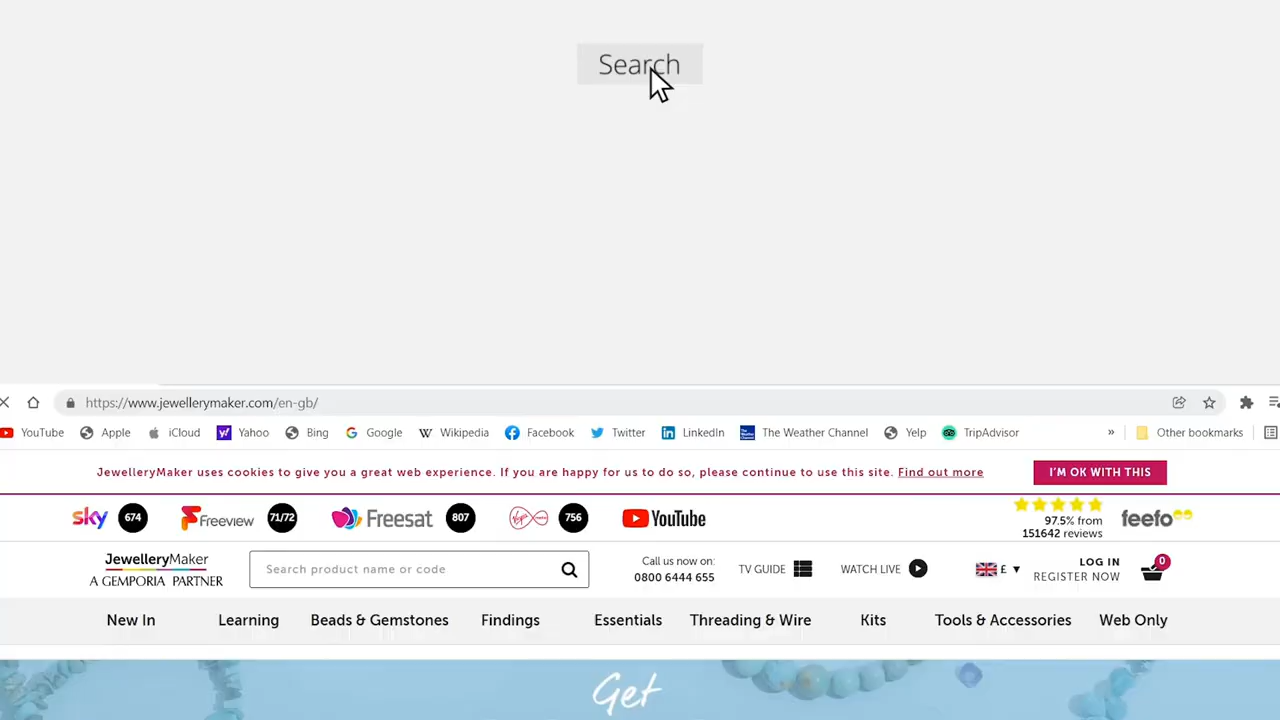 Search
https://www.jewellerymaker.com/en-gb/
YouTube Apple iCloud Yahoo Bing Google Wikipedia Facebook Twitter LinkedIn The Weather Channel Yelp TripAdvisor » Other bookmarks
JewelleryMaker uses cookies to give you a great web experience. If you are happy for us to do so, please continue to use this site. Find out more I'M OK WITH THIS
sky 674 Freeview 71/72 Freesat 807 Virgin media 756 YouTube 97.5% from 151642 reviews feefo
JewelleryMaker
A GEMPORIA PARTNER
Search product name or code
Call us now on:
0800 6444 655
TV GUIDE WATCH LIVE £ ▼
LOG IN
REGISTER NOW
0
New In Learning Beads & Gemstones Findings Essentials Threading & Wire Kits Tools & Accessories Web Only
Get